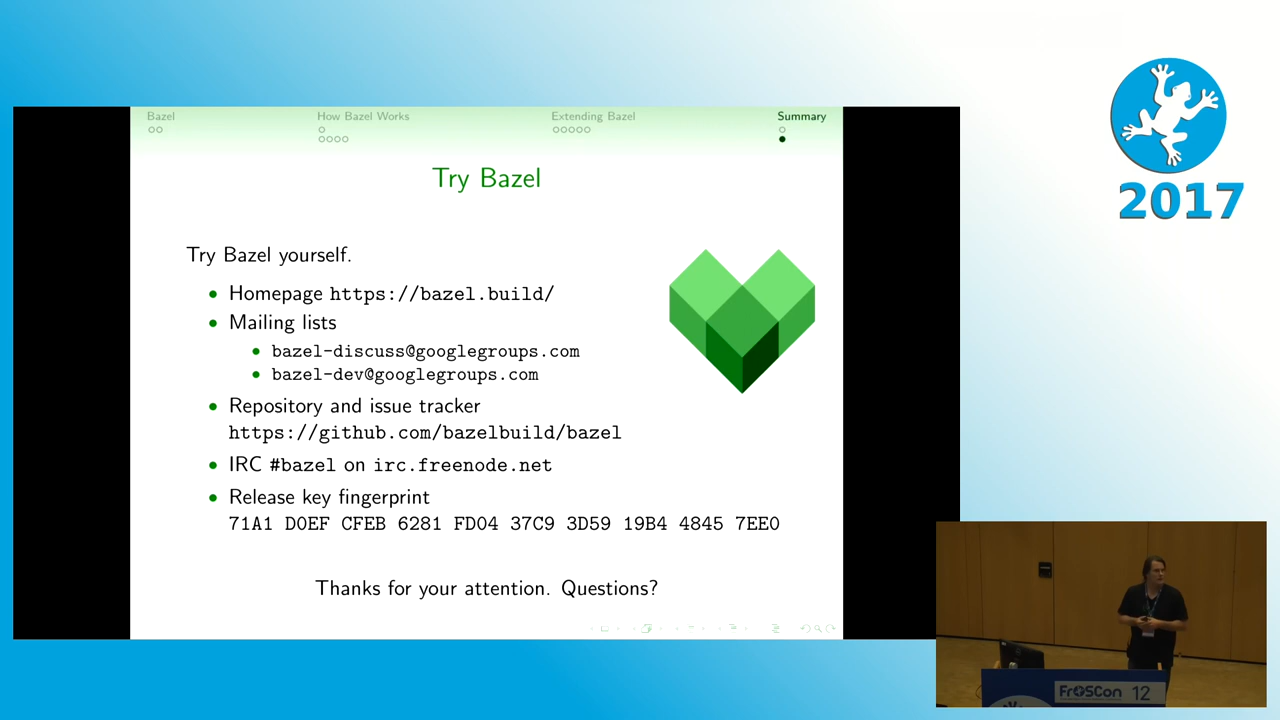 Bazel
How Bazel Works
Extending Bazel
Summary
Try Bazel
Try Bazel yourself.
Homepage https://bazel.build/
Mailing lists
bazel-discuss@googlegroups.com
bazel-dev@googlegroups.com
Repository and issue tracker
https://github.com/bazelbuild/bazel
IRC #bazel on irc.freenode.net
Release key fingerprint
71A1 D0EF CFEB 6281 FD04 37C9 3D59 19B4 4845 7EE0
Thanks for your attention. Questions?
2017
FrOSCon 12